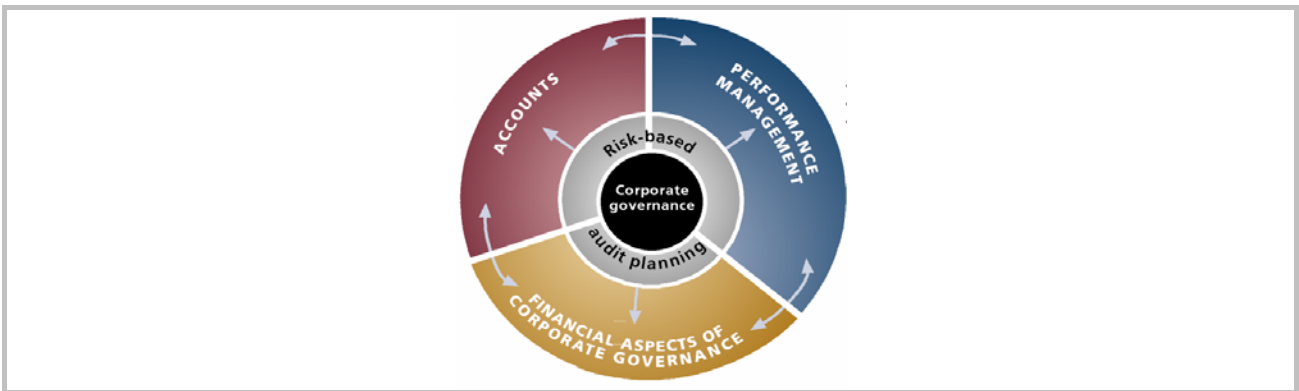 ACCOUNTS
PERFORMANCE
MANAGEMENT
Risk-based
Corporate
governance
audit planning
FINANCIAL ASPECTS OF
CORPORATE GOVERNANCE